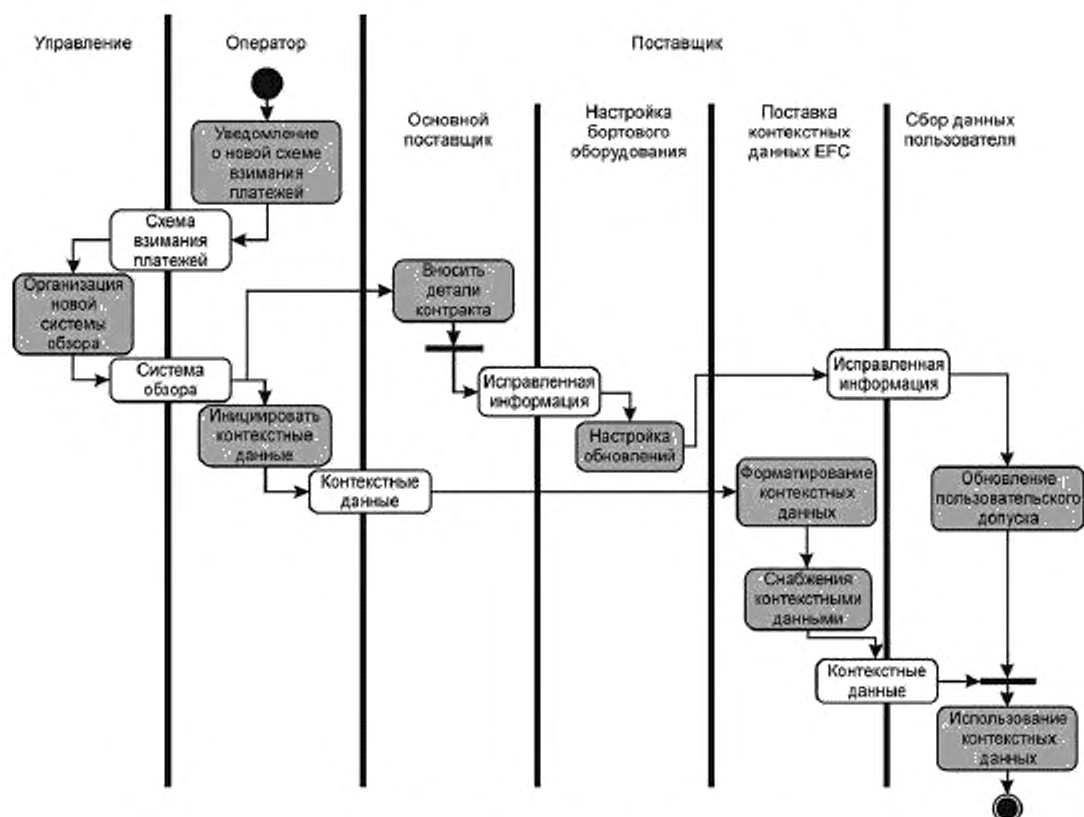 Управление
Оператор
Поставщик
Основной
поставщик
Настройка
бортового
оборудования
Поставка
контекстных
данных EFC
Сбор данных
пользователя
Уведомление
о новой схеме
взимания
платежей
Схема
взимания
платежей
Организация
новой
системы
обзора
Система
обзора
Вносить
детали
контракта
Исправленная
информация
Исправленная
информация
Инициировать
контекстные
данные
Настройка
обновлений
Контекстные
данные
Форматирование
контекстных
данных
Обновление
пользовательского
допуска
Снабжения
контекстными
данными
Контекстные
данные
Использование
контекстных
данных